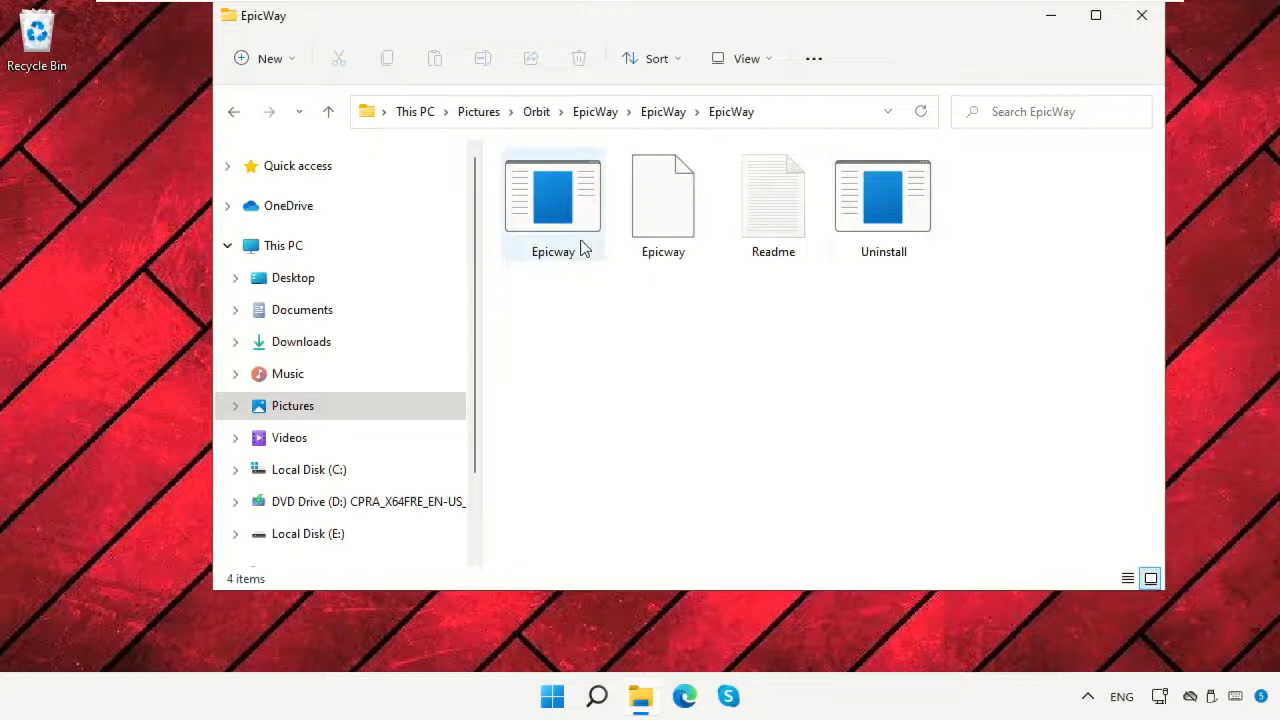 Recycle Bin
EpicWay
New
Sort
View
This PC
Pictures
Orbit
EpicWay
EpicWay
EpicWay
Search EpicWay
Quick access
OneDrive
This PC
Desktop
Documents
Downloads
Music
Pictures
Videos
Local Disk (C:)
DVD Drive (D:) CPRA_X64FRE_EN-US_
Local Disk (E:)
Epicway
Epicway
Readme
Uninstall
4 items
ENG
5